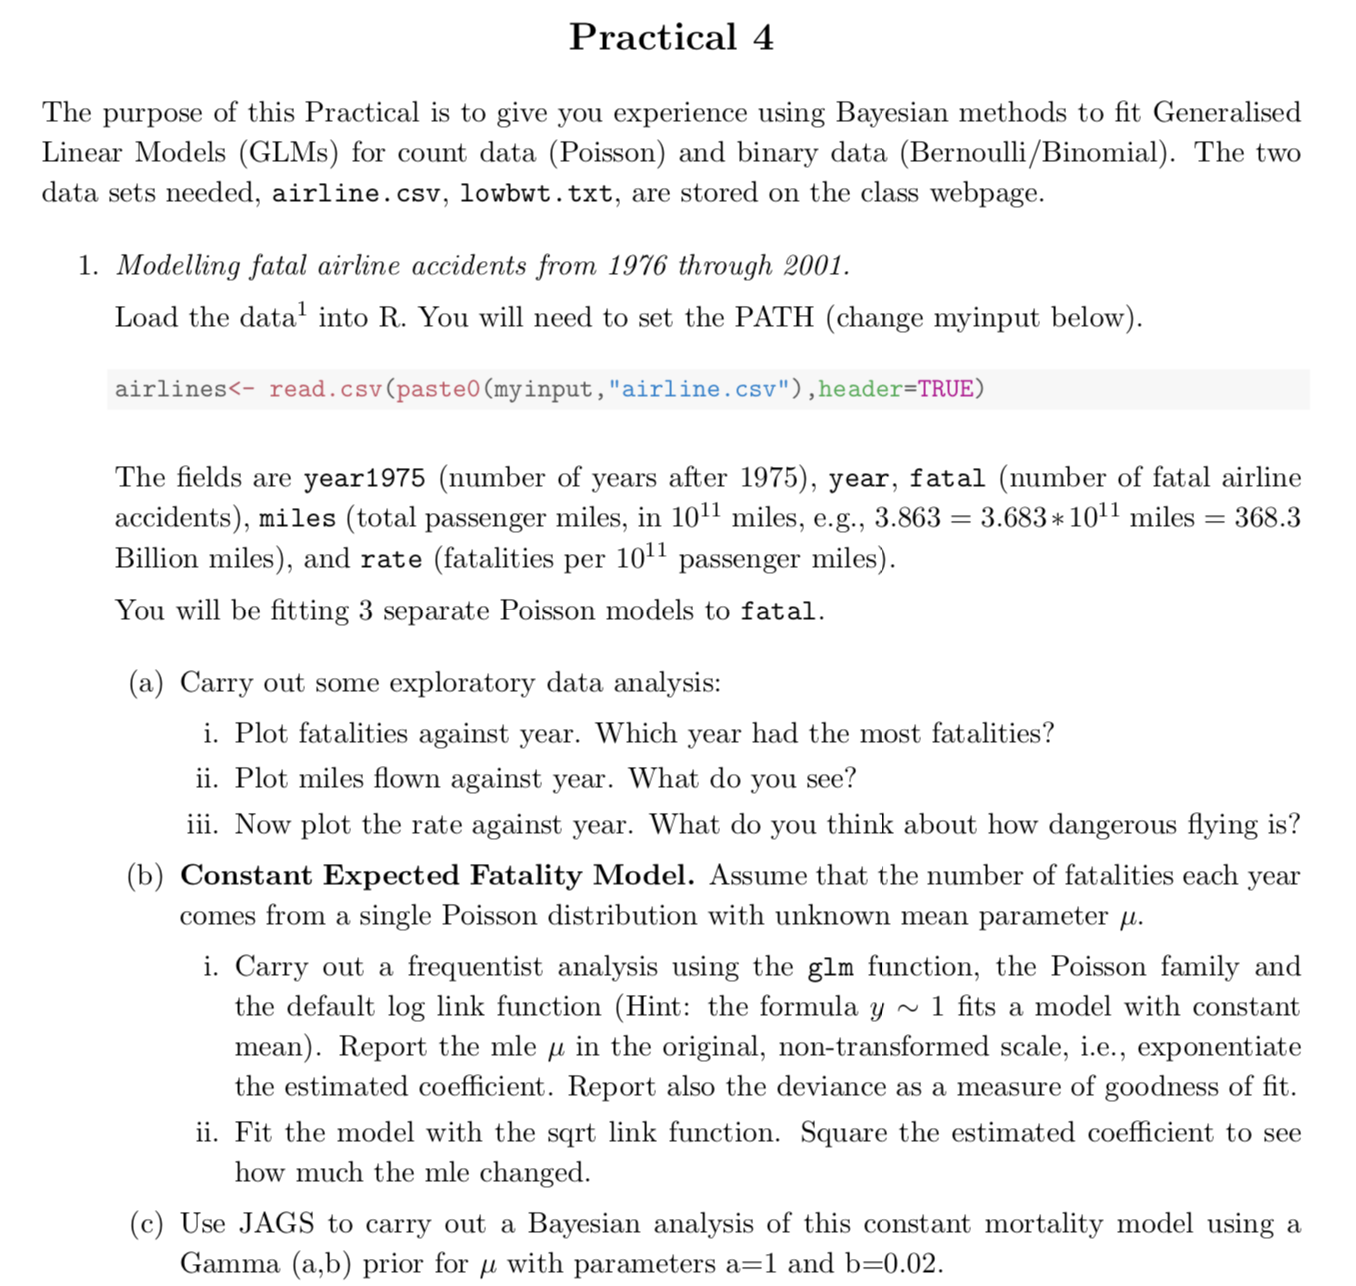 Practical 4
The purpose of this Practical is to give you experience using Bayesian methods to fit Generalised
Linear Models (GLMs) for count data (Poisson) and binary data (Bernoulli/Binomial). The two
data sets needed, airline.csv, lowbwt.txt, are stored on the class webpage.
1. Modelling fatal airline accidents from 1976 through 2001.
Load the data¹ into R. You will need to set the PATH (change myinput below).
airlines<- read.csv(paste0(myinput,"airline.csv"),header=TRUE)
The fields are year1975 (number of years after 1975), year, fatal (number of fatal airline
accidents), miles (total passenger miles, in 10¹¹ miles, e.g., 3.863 = 3.683 * 10¹¹ miles = 368.3
Billion miles), and rate (fatalities per 10¹¹ passenger miles).
You will be fitting 3 separate Poisson models to fatal.
(a) Carry out some exploratory data analysis:
i. Plot fatalities against year. Which year had the most fatalities?
ii. Plot miles flown against year. What do you see?
iii. Now plot the rate against year. What do you think about how dangerous flying is?
(b) Constant Expected Fatality Model. Assume that the number of fatalities each year
comes from a single Poisson distribution with unknown mean parameter μ.
i. Carry out a frequentist analysis using the glm function, the Poisson family and
the default log link function (Hint: the formula y ∼ 1 fits a model with constant
mean). Report the mle μ in the original, non-transformed scale, i.e., exponentiate
the estimated coefficient. Report also the deviance as a measure of goodness of fit.
ii. Fit the model with the sqrt link function. Square the estimated coefficient to see
how much the mle changed.
(c) Use JAGS to carry out a Bayesian analysis of this constant mortality model using a
Gamma (a,b) prior for μ with parameters a=1 and b=0.02.